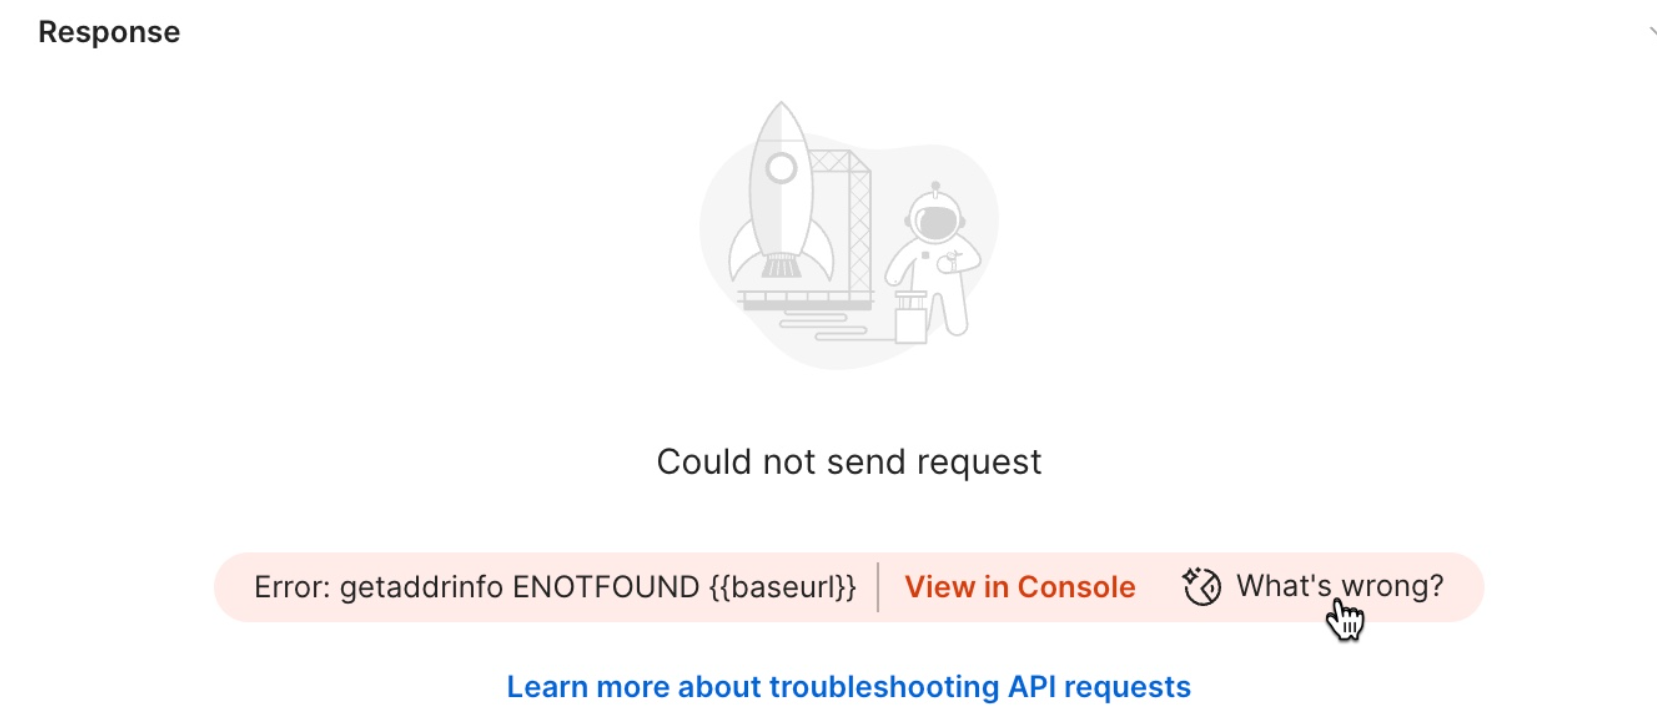 Response
Could not send request
Error: getaddrinfo ENOTFOUND {{baseurl}} View in Console What's wrong?
Learn more about troubleshooting API requests